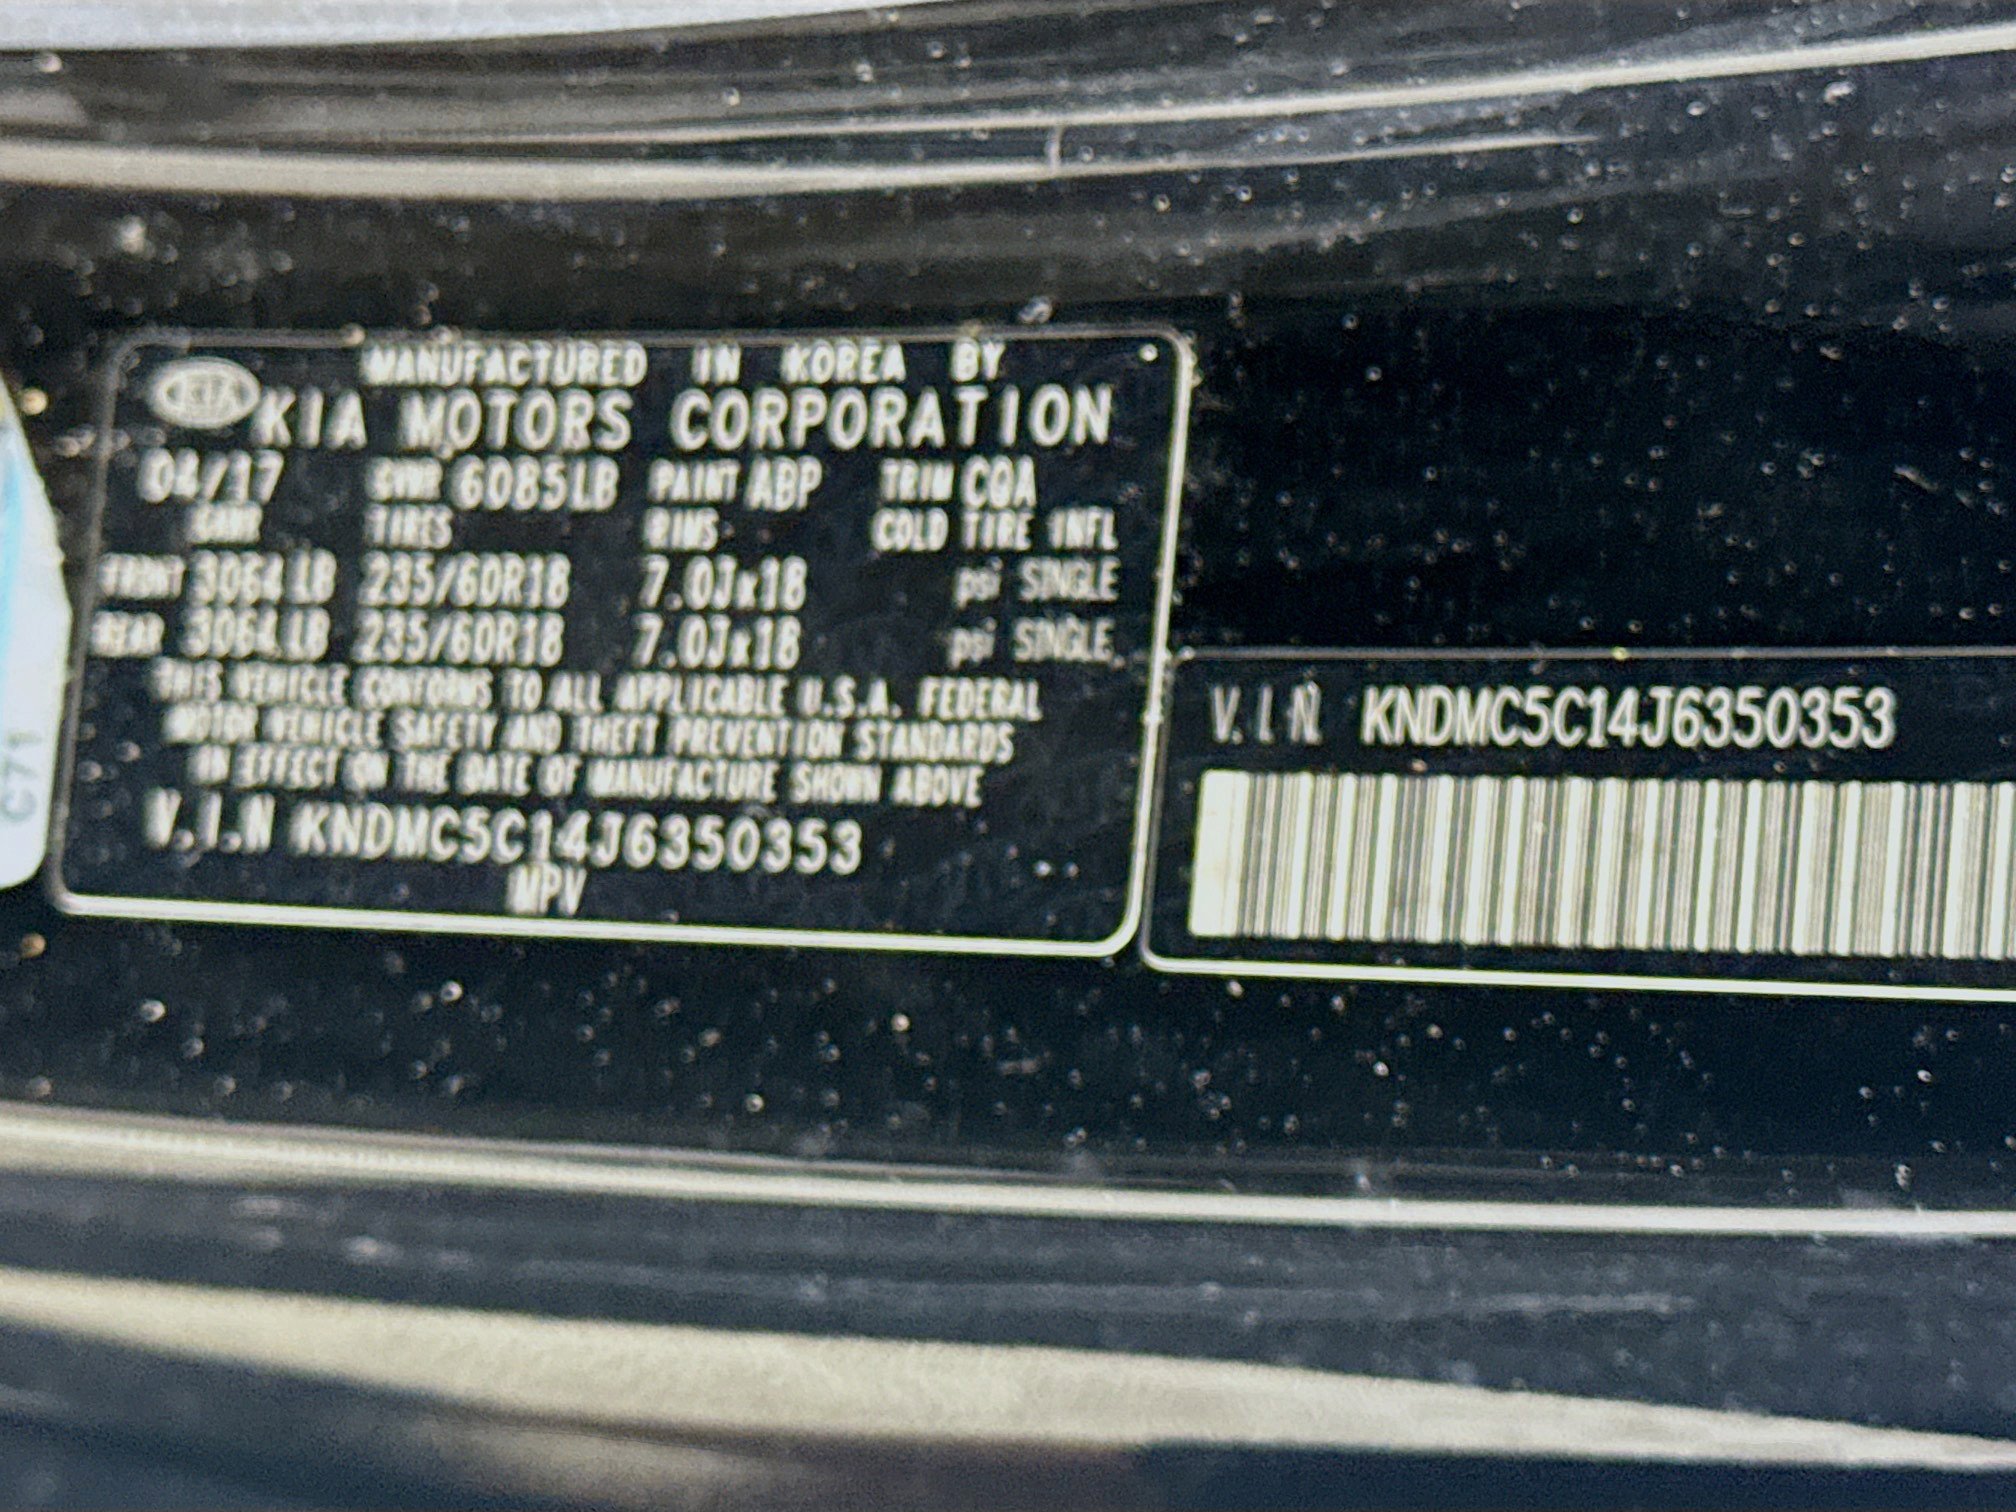 MANUFACTURED IN KOREA BY
KIA KIA MOTORS CORPORATION
04/17 GVWR 6085LB PAINT ABP TRIM CQA
GAWR TIRES RIMS COLD TIRE INFL
FRONT 3064LB 235/60R18 7.0Jx18 psi SINGLE
REAR 3064LB 235/60R18 7.0Jx18 psi SINGLE
THIS VEHICLE CONFORMS TO ALL APPLICABLE U.S.A. FEDERAL
MOTOR VEHICLE SAFETY AND THEFT PREVENTION STANDARDS
IN EFFECT ON THE DATE OF MANUFACTURE SHOWN ABOVE
V.I.N KNDMC5C14J6350353
MPV
V.I.N. KNDMC5C14J6350353
C71